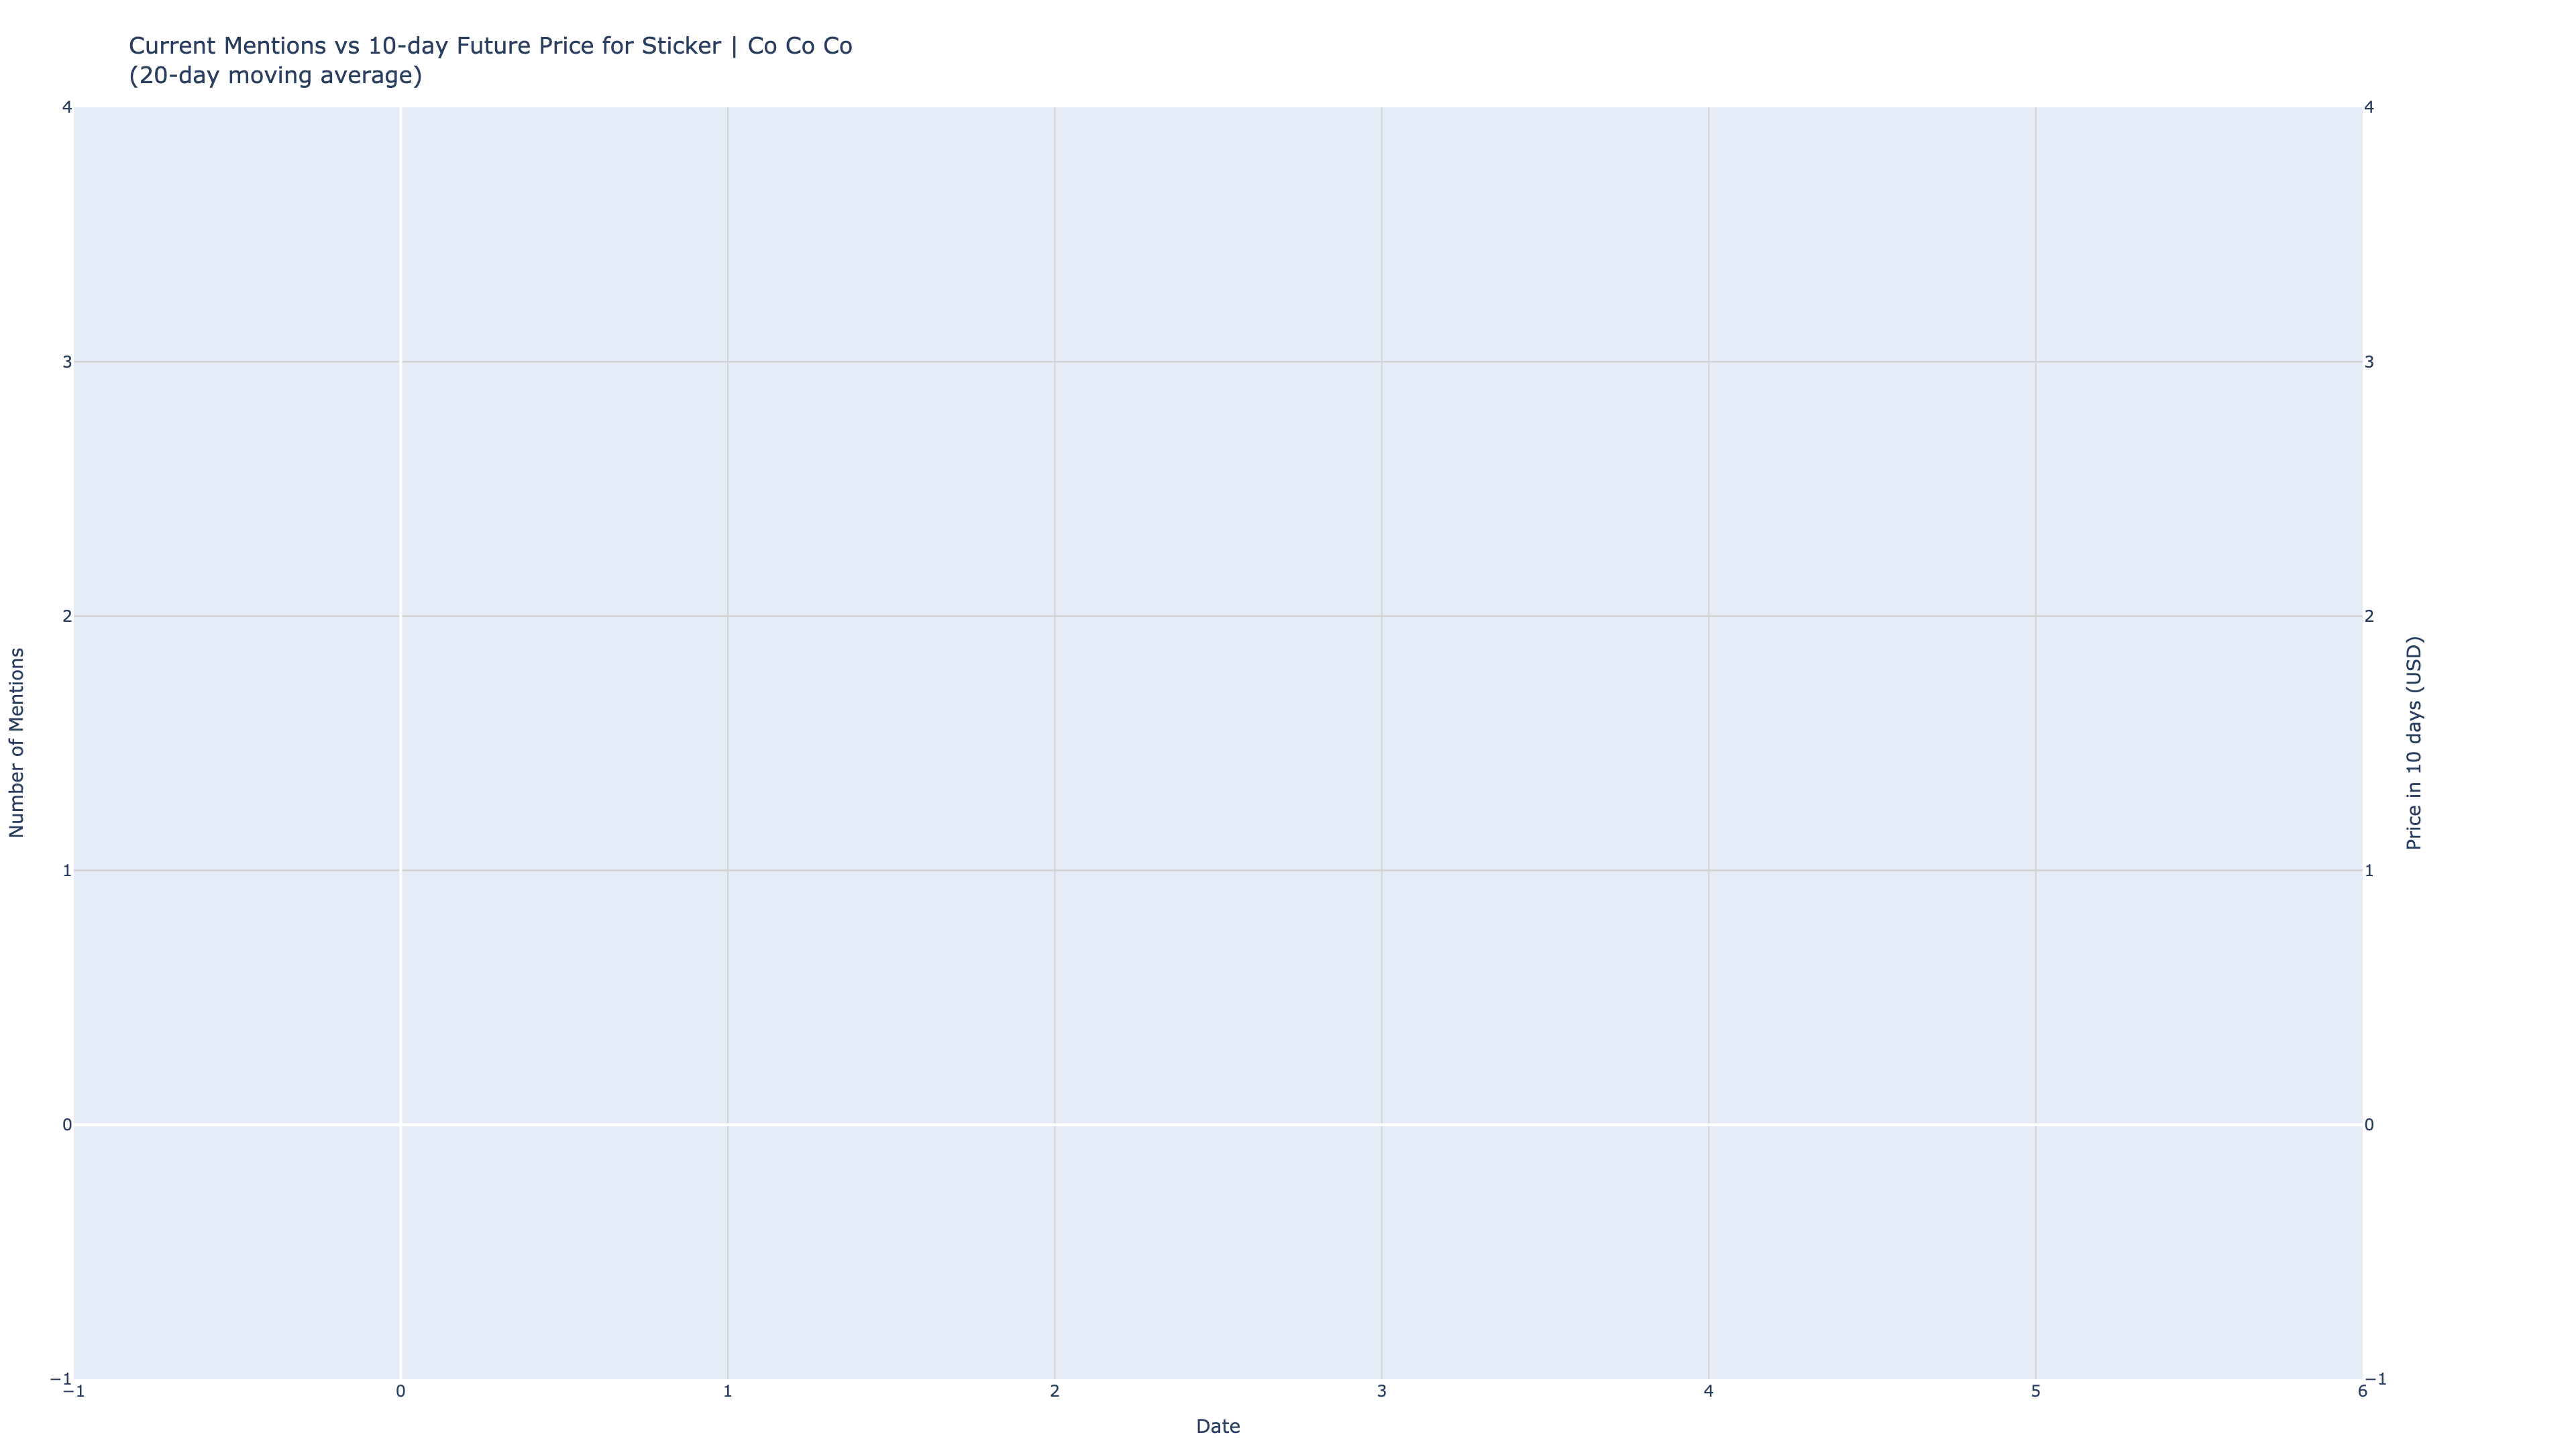 Current Mentions vs 10-day Future Price for Sticker | Co Co Co
(20-day moving average)
4
3
2
1
0
−1
Number of Mentions
4
3
2
1
0
−1
Price in 10 days (USD)
−1 0 1 2 3 4 5 6
Date